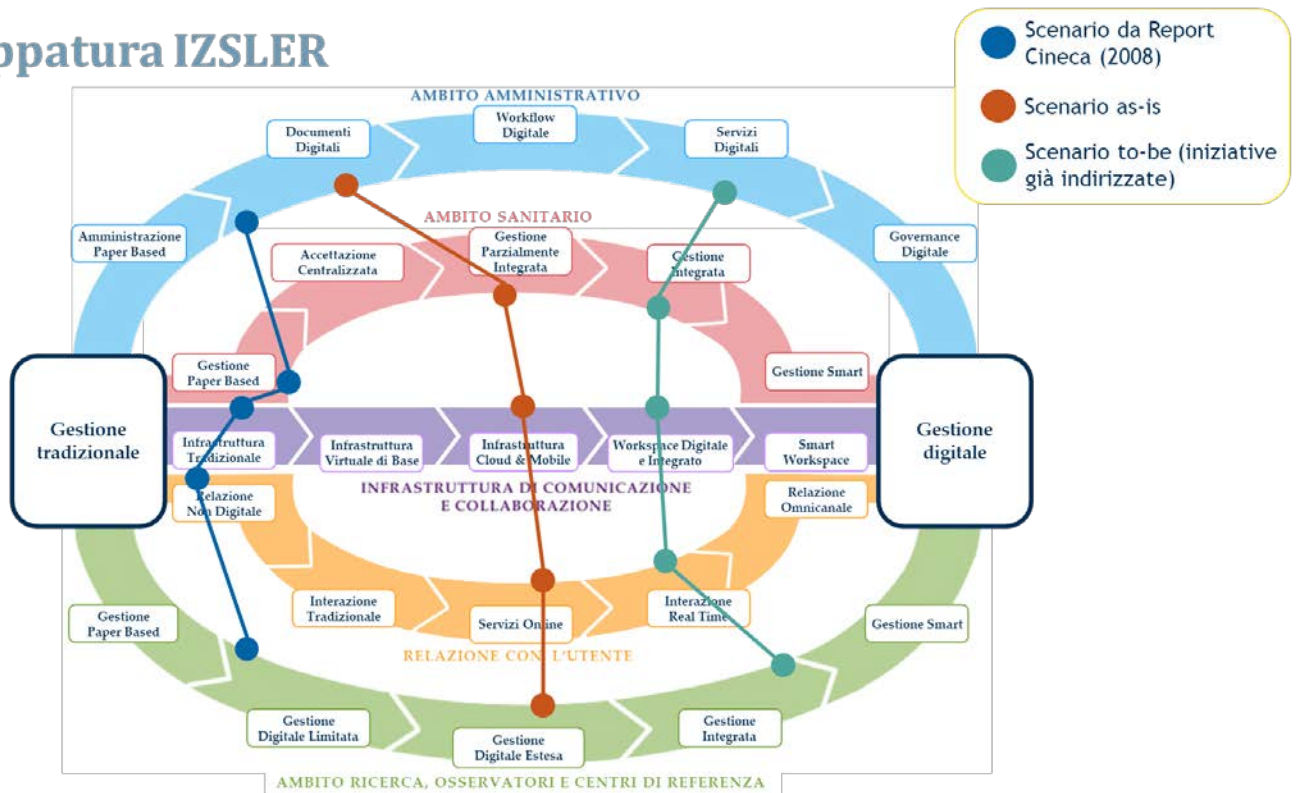 ppatura IZSLER
Scenario da Report
Cineca (2008)
Scenario as-is
Scenario to-be (iniziative
già indirizzate)
AMBITO AMMINISTRATIVO
Documenti
Digitali
Workflow
Digitale
Servizi
Digitali
Amministrazione
Paper Based
Governance
Digitale
AMBITO SANITARIO
Accettazione
Centralizzata
Gestione
Parzialmente
Integrata
Gestione
Integrata
Gestione
Paper Based
Gestione Smart
Gestione
tradizionale
Gestione
digitale
Infrastruttura
Tradizionale
Infrastruttura
Virtuale di Base
Infrastruttura
Cloud & Mobile
Workspace Digitale
e Integrato
Smart
Workspace
INFRASTRUTTURA DI COMUNICAZIONE
E COLLABORAZIONE
Relazione
Non Digitale
Relazione
Omnicanale
Interazione
Tradizionale
Servizi Online
Interazione
Real Time
RELAZIONE CON L'UTENTE
Gestione
Paper Based
Gestione Smart
Gestione
Digitale Limitata
Gestione
Digitale Estesa
Gestione
Integrata
AMBITO RICERCA, OSSERVATORI E CENTRI DI REFERENZA